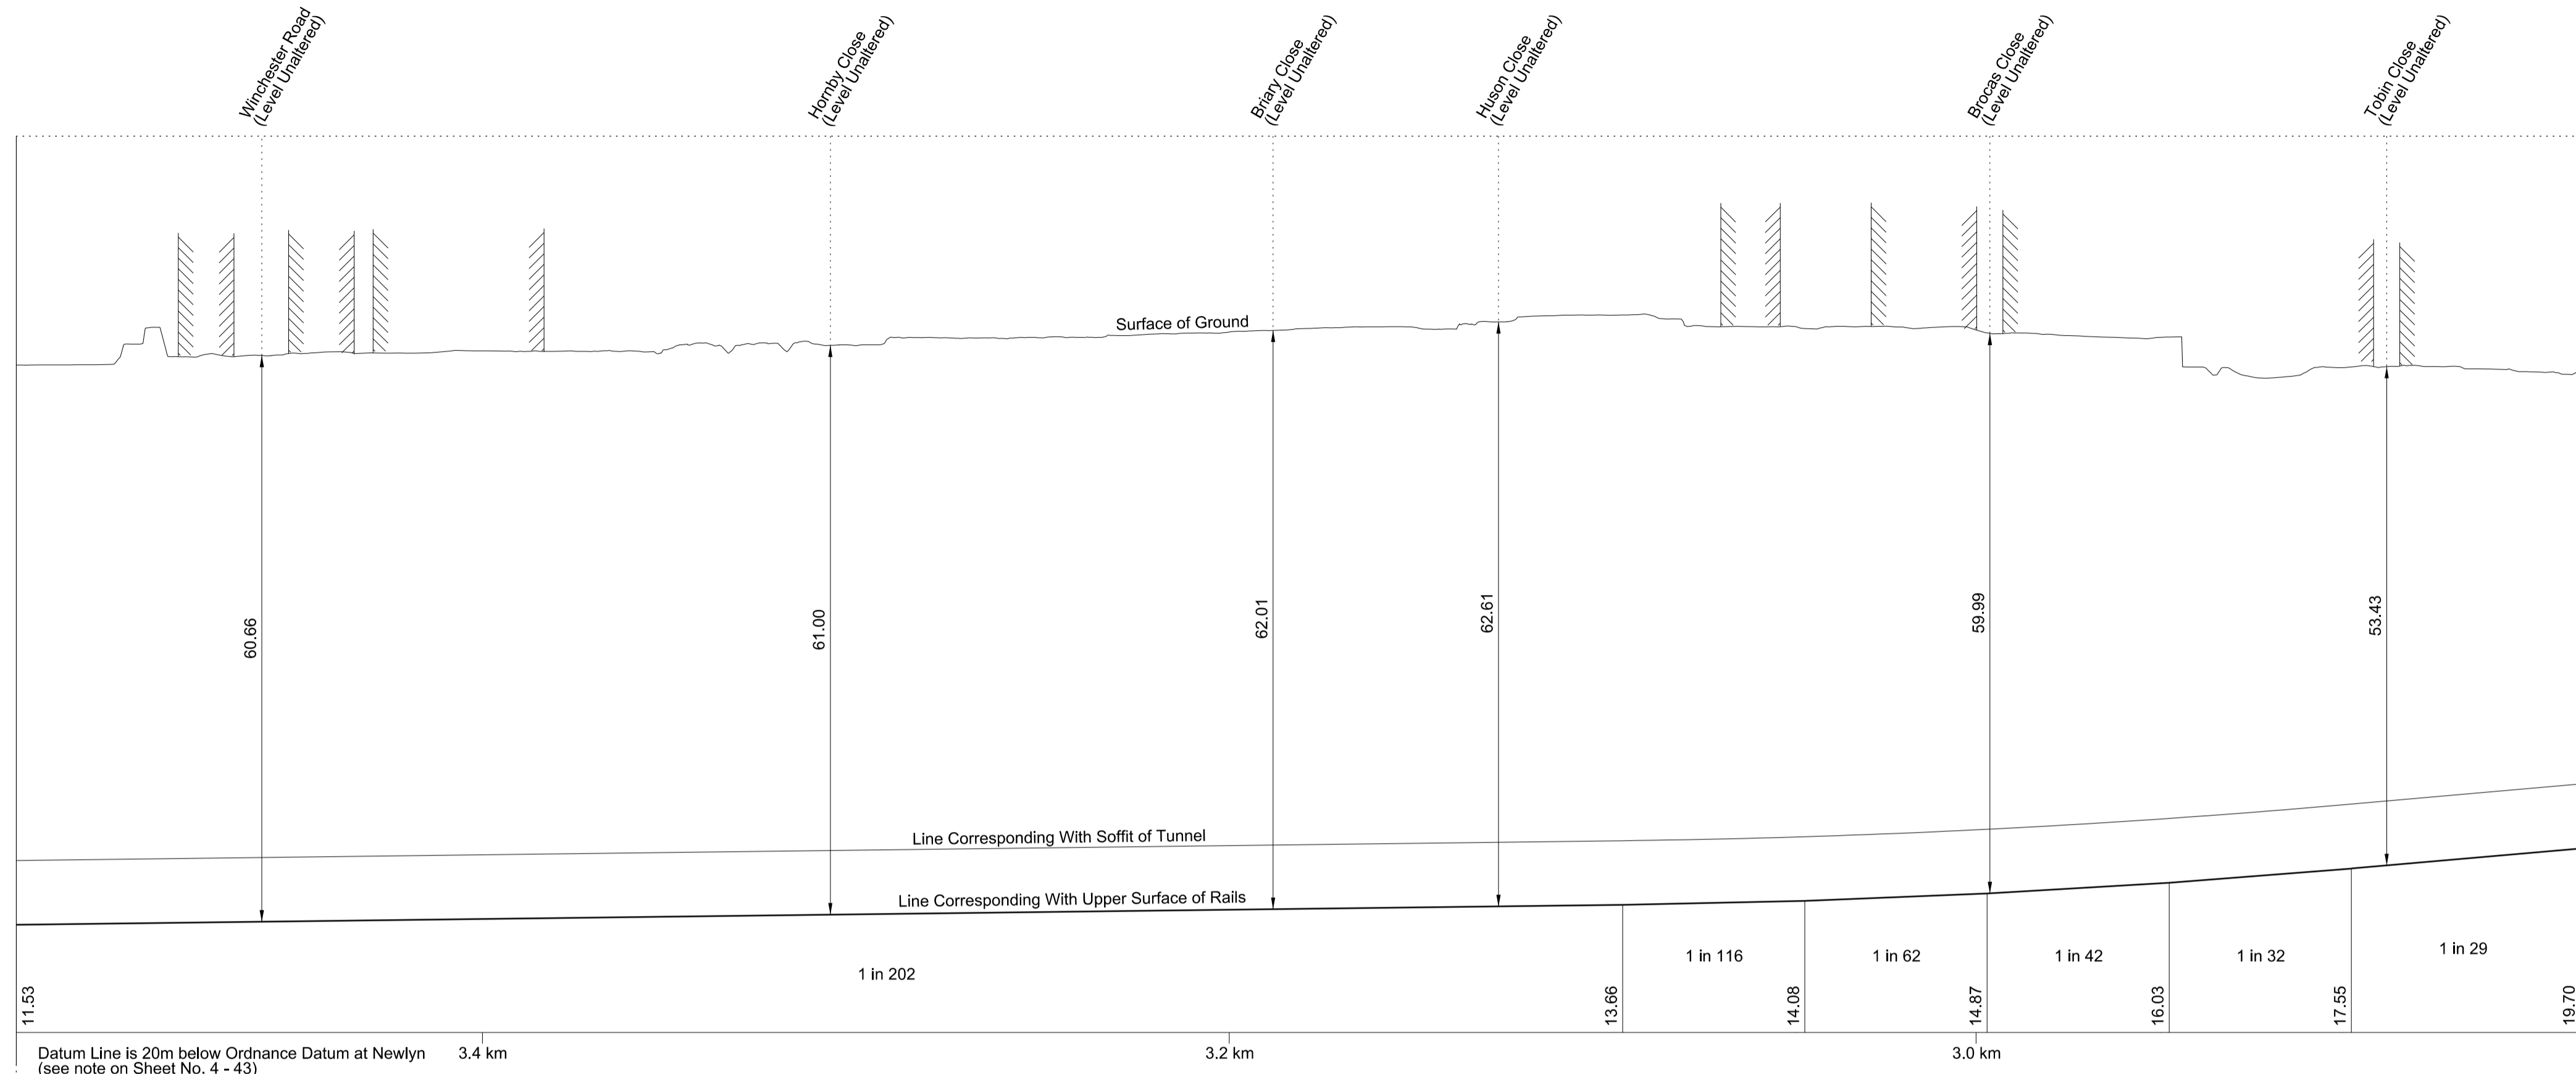 Winchester Road
(Level Unaltered)
Hornby Close
(Level Unaltered)
Briary Close
(Level Unaltered)
Huson Close
(Level Unaltered)
Brocas Close
(Level Unaltered)
Tobin Close
(Level Unaltered)
Surface of Ground
60.66
61.00
62.01
62.61
59.99
53.43
Line Corresponding With Soffit of Tunnel
Line Corresponding With Upper Surface of Rails
1 in 202
1 in 116
1 in 62
1 in 42
1 in 32
1 in 29
11.53
13.66
14.08
14.87
16.03
17.55
19.70
Datum Line is 20m below Ordnance Datum at Newlyn
(see note on Sheet No. 4 - 43)
3.4 km
3.2 km
3.0 km